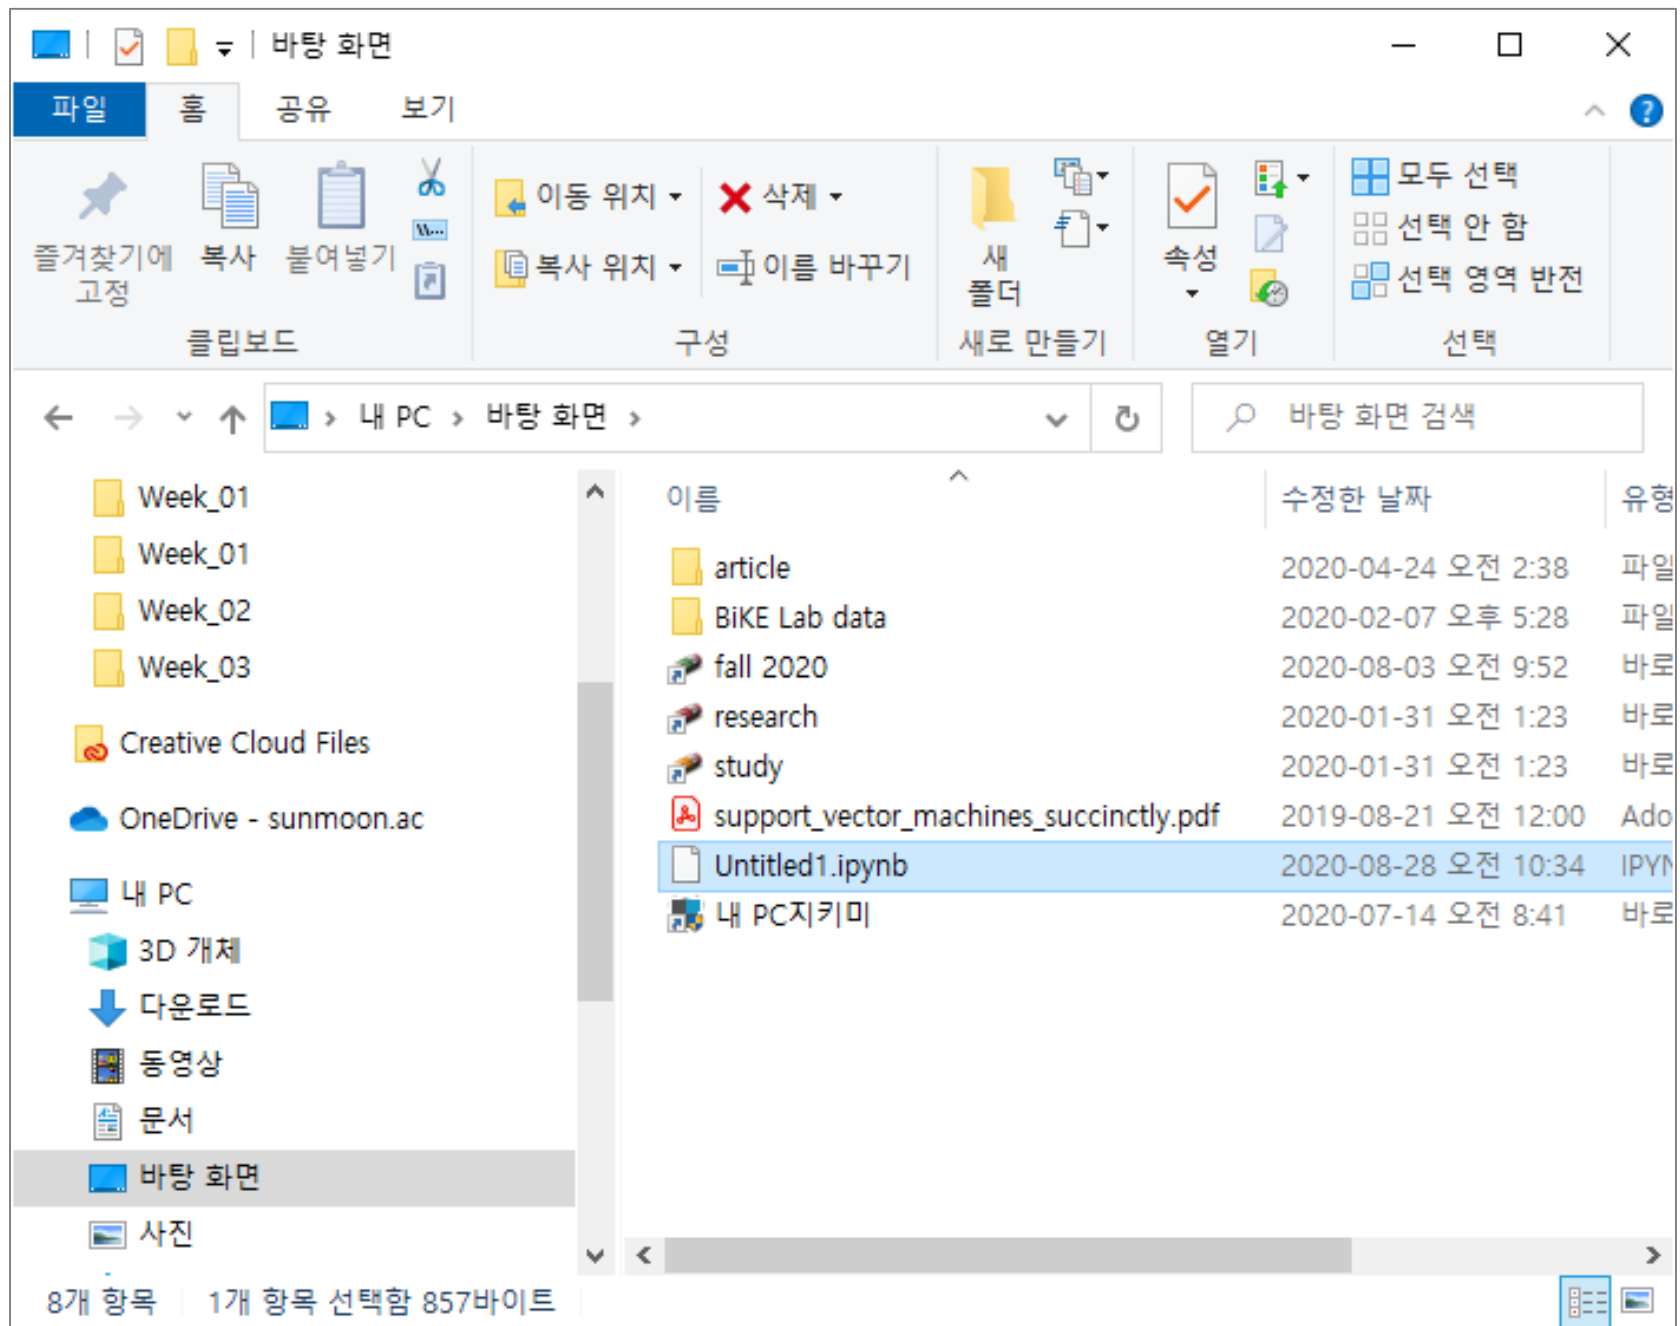 바탕 화면
파일 홈 공유 보기
즐겨찾기에 고정
복사
붙여넣기
클립보드
이동 위치
복사 위치
삭제
이름 바꾸기
구성
새 폴더
새로 만들기
속성
열기
모두 선택
선택 안 함
선택 영역 반전
선택
내 PC 바탕 화면
바탕 화면 검색
Week_01
Week_01
Week_02
Week_03
Creative Cloud Files
OneDrive - sunmoon.ac
내 PC
3D 개체
다운로드
동영상
문서
바탕 화면
사진
이름 수정한 날짜 유형
article 2020-04-24 오전 2:38 파일
BiKE Lab data 2020-02-07 오후 5:28 파일
fall 2020 2020-08-03 오전 9:52 바로
research 2020-01-31 오전 1:23 바로
study 2020-01-31 오전 1:23 바로
support_vector_machines_succinctly.pdf 2019-08-21 오전 12:00 Ado
Untitled1.ipynb 2020-08-28 오전 10:34 IPYN
내 PC지키미 2020-07-14 오전 8:41 바로
8개 항목 1개 항목 선택함 857바이트